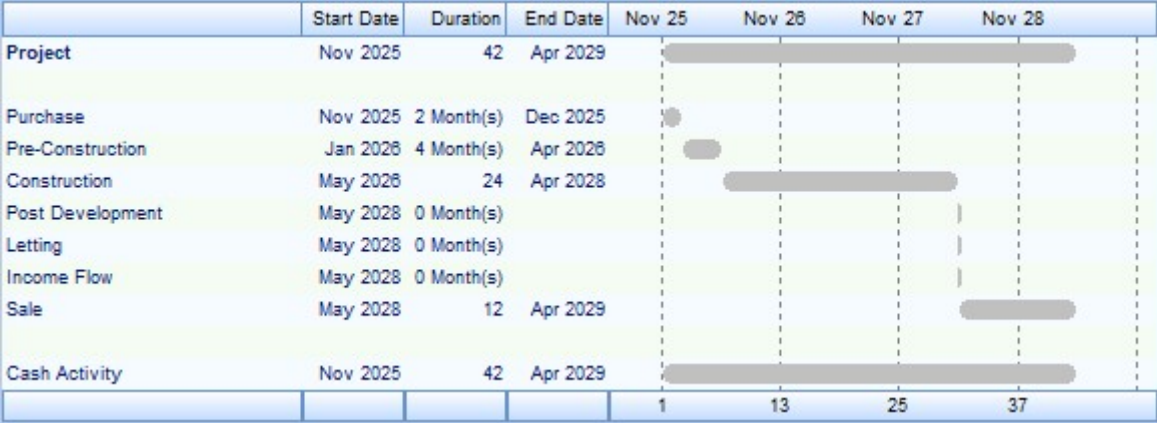 Start Date Duration End Date Nov 25 Nov 26 Nov 27 Nov 28
Project Nov 2025 42 Apr 2029
Purchase Nov 2025 2 Month(s) Dec 2025
Pre-Construction Jan 2026 4 Month(s) Apr 2026
Construction May 2026 24 Apr 2028
Post Development May 2028 0 Month(s)
Letting May 2028 0 Month(s)
Income Flow May 2028 0 Month(s)
Sale May 2028 12 Apr 2029
Cash Activity Nov 2025 42 Apr 2029
1 13 25 37